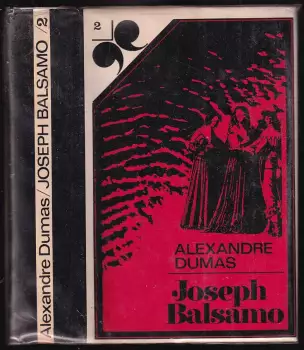 Alexandre Dumas/JOSEPH BALSAMO /2
2
ALEXANDRE
DUMAS
Joseph
Balsamo